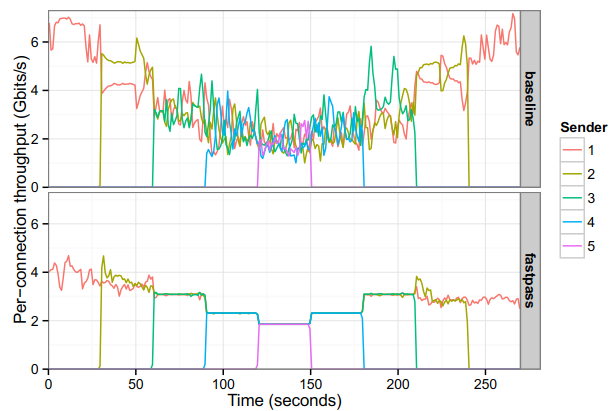 Per−connection throughput (Gbits/s)
6
4
2
0
baseline
6
4
2
0
fastpass
0 50 100 150 200 250
Time (seconds)
Sender
1
2
3
4
5